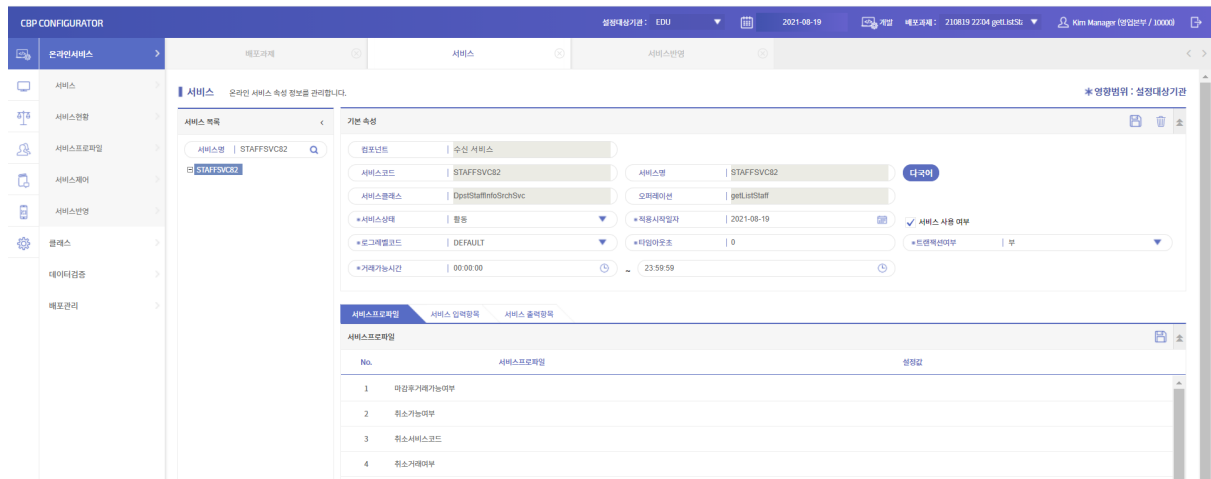 CBP CONFIGURATOR 설정대상기관 : EDU 2021-08-19 개발 배포과제 : 210819 22:04 getListSta Kim Manager (영업본부 / 10000)
온라인서비스 배포과제 서비스 서비스반영
서비스
서비스현황
서비스프로파일
서비스제어
서비스반영
클래스
데이터검증
배포관리
서비스 온라인 서비스 속성 정보를 관리합니다. ＊영향범위 : 설정대상기관
서비스 목록
서비스명 | STAFFSVC82
STAFFSVC82
기본 속성
컴포넌트 | 수신 서비스
서비스코드 | STAFFSVC82 서비스명 | STAFFSVC82 다국어
서비스클래스 | DpstStaffInfoSrchSvc 오퍼레이션 | getListStaff
＊서비스상태 | 활동 ＊적용시작일자 | 2021-08-19 서비스 사용 여부
＊로그레벨코드 | DEFAULT ＊타임아웃초 | 0 ＊트랜잭션여부 | 부
＊거래가능시간 | 00:00:00 ~ 23:59:59
서비스프로파일 서비스 입력항목 서비스 출력항목
서비스프로파일
No. 서비스프로파일 설정값
1 마감후거래가능여부
2 취소가능여부
3 취소서비스코드
4 취소거래여부